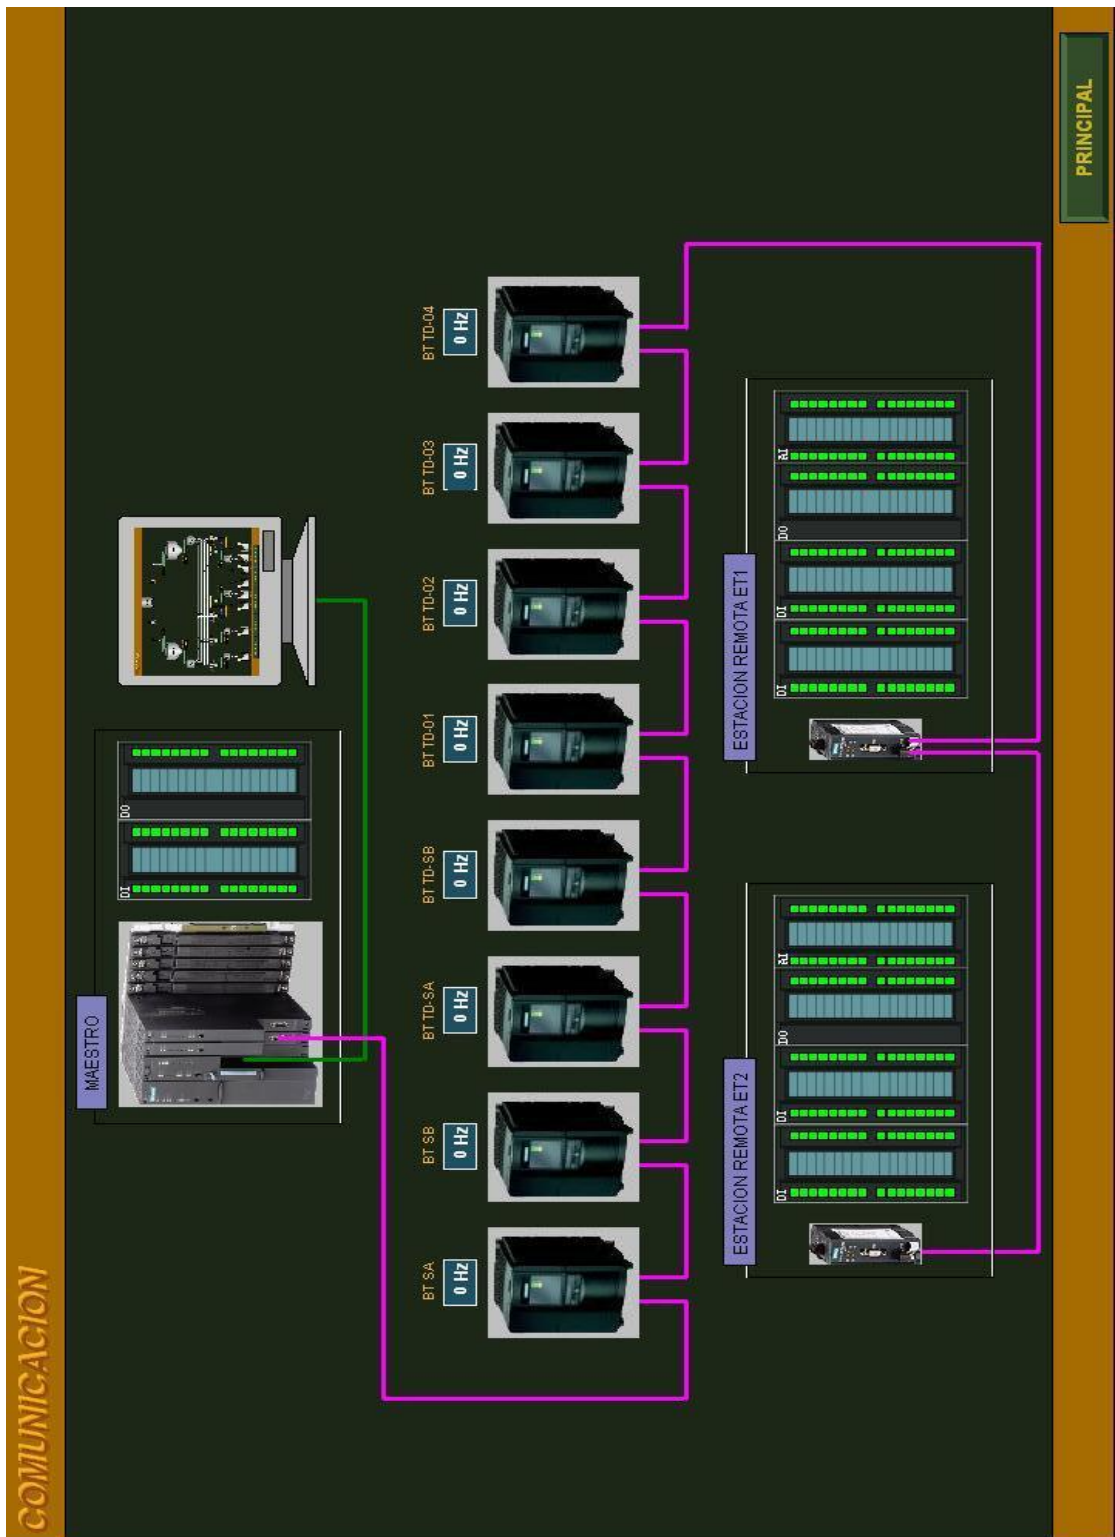 COMUNICACION
MAESTRO
DI
DO
BT SA
BT SB
BT TD-SA
BT TD-SB
BT TD-01
BT TD-02
BT TD-03
BT TD-04
0 Hz
0 Hz
0 Hz
0 Hz
0 Hz
0 Hz
0 Hz
0 Hz
ESTACION REMOTA ET2
DI
DI
DO
AI
ESTACION REMOTA ET1
DI
DI
DO
AI
PRINCIPAL